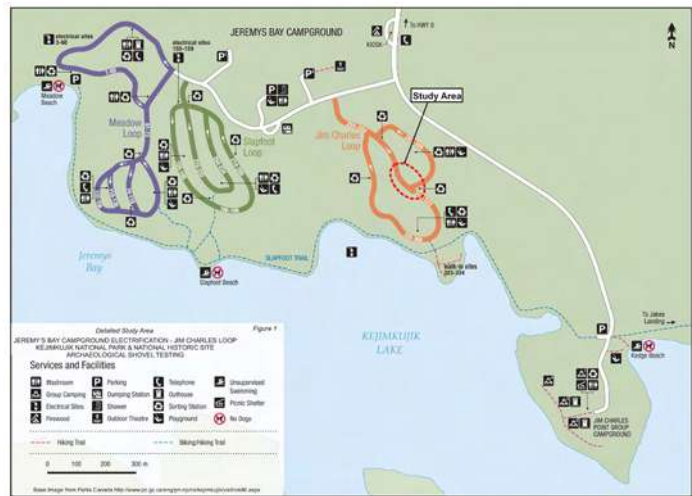 JEREMYS BAY CAMPGROUND
To HWY 8
KIOSK
electrical sites
3-60
electrical sites
Meadow
Beach
Meadow
Loop
Slapfoot
Loop
Jim Charles
Loop
Study Area
Jeremys
Bay
Slapfoot Beach
SLAPFOOT TRAIL
walk-in sites
KEJIMKUJIK
LAKE
To Jakes
Landing
Kedge Beach
JIM CHARLES
POINT GROUP
CAMPGROUND
Detailed Study Area
Figure 1
JEREMY'S BAY CAMPGROUND ELECTRIFICATION - JIM CHARLES LOOP
KEJIMKUJIK NATIONAL PARK & NATIONAL HISTORIC SITE
ARCHAEOLOGICAL SHOVEL TESTING
Services and Facilities
Washroom
Parking
Telephone
Unsupervised Swimming
Group Camping
Dumping Station
Outhouse
Picnic Shelter
Electrical Sites
Shower
Sorting Station
No Dogs
Firewood
Outdoor Theatre
Playground
Hiking Trail
Biking/Hiking Trail
0 100 200 300 m